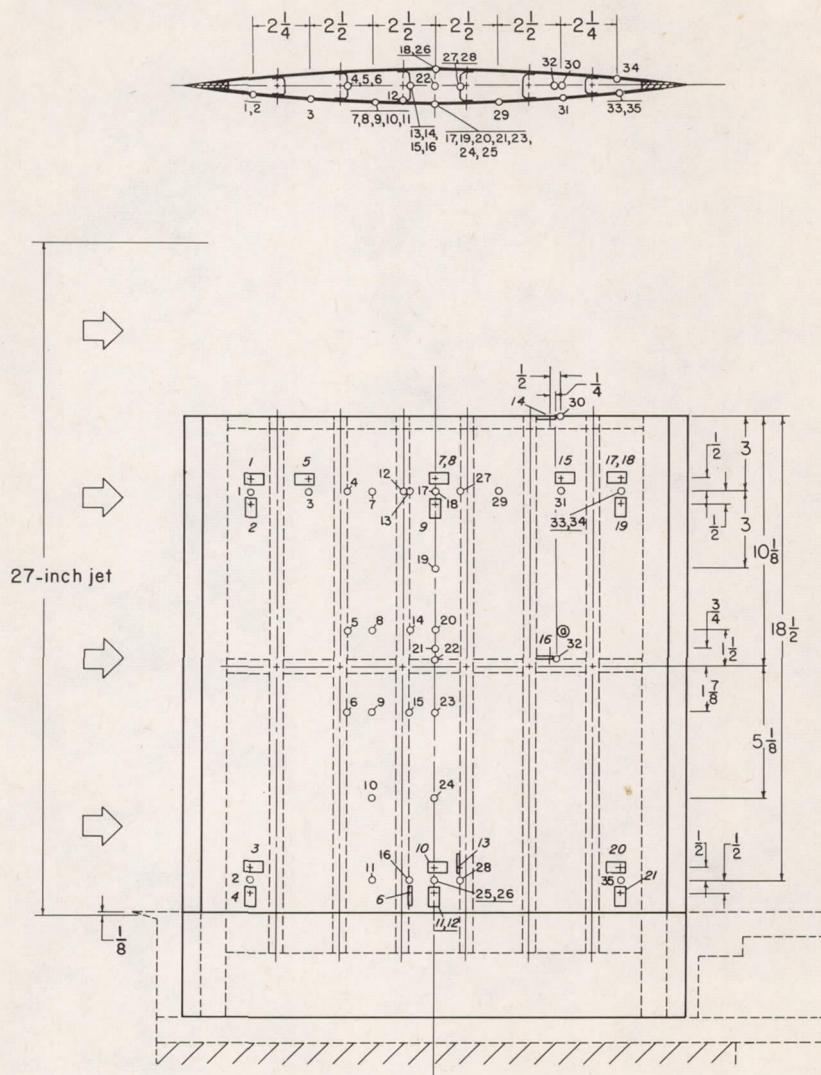 2 1/4 2 1/2 2 1/2 2 1/2 2 1/2 2 1/4
18,26 27,28 32 30 34
4,5,6 22
1,2 3 12 29 31 33,35
7,8,9,10,11 13,14, 17,19,20,21,23,
15,16 24,25
1/2
1/4
14 30
1 5 7,8 15 17,18 1/2 3
1 3 4 7 12 17 18 27 29 31
13 33,34
2 9 19 1/2 3
10 1/8
19
27-inch jet
18 1/2
3/4
5 8 14 20 16 a
21 22 32 1 1/2
1 7/8
6 9 15 23
5 1/8
10 24
3 10 13 20 1/2 1/2
2 11 16 28 35 21
4 6 25,26
11,12
1/8